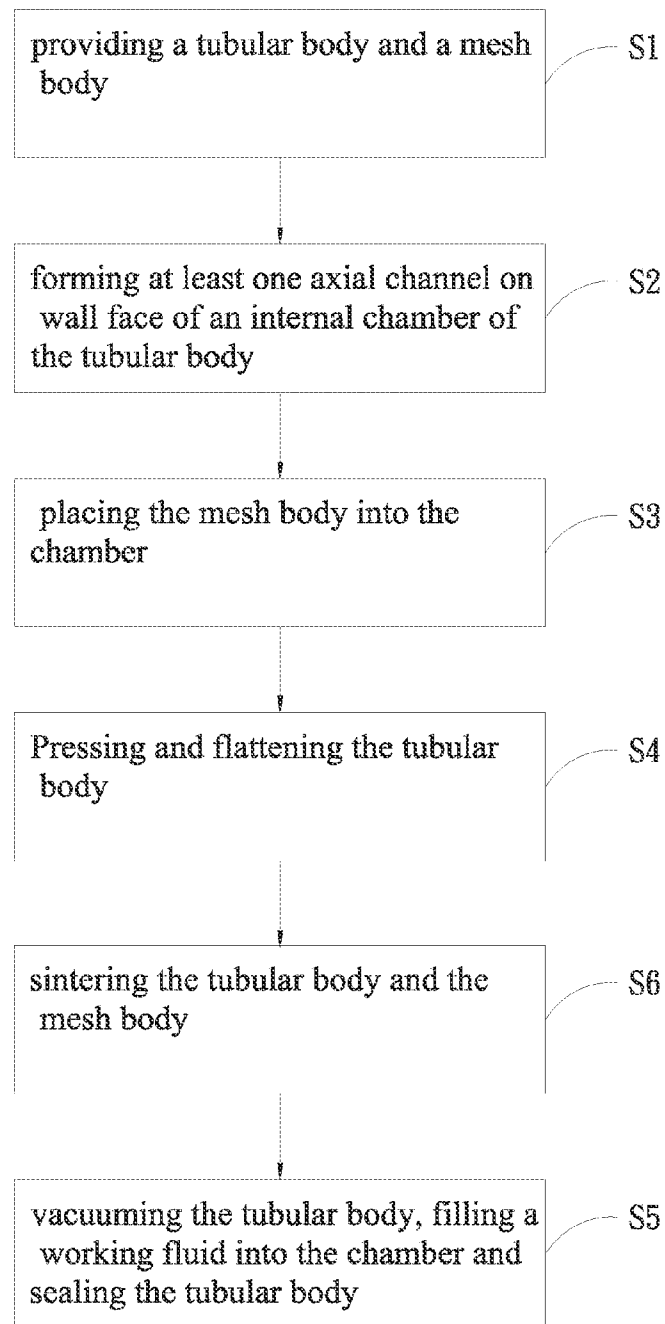 providing a tubular body and a mesh
body
S1
forming at least one axial channel on
wall face of an internal chamber of
the tubular body
S2
placing the mesh body into the
chamber
S3
Pressing and flattening the tubular
body
S4
sintering the tubular body and the
mesh body
S6
vacuuming the tubular body, filling a
working fluid into the chamber and
sealing the tubular body
S5